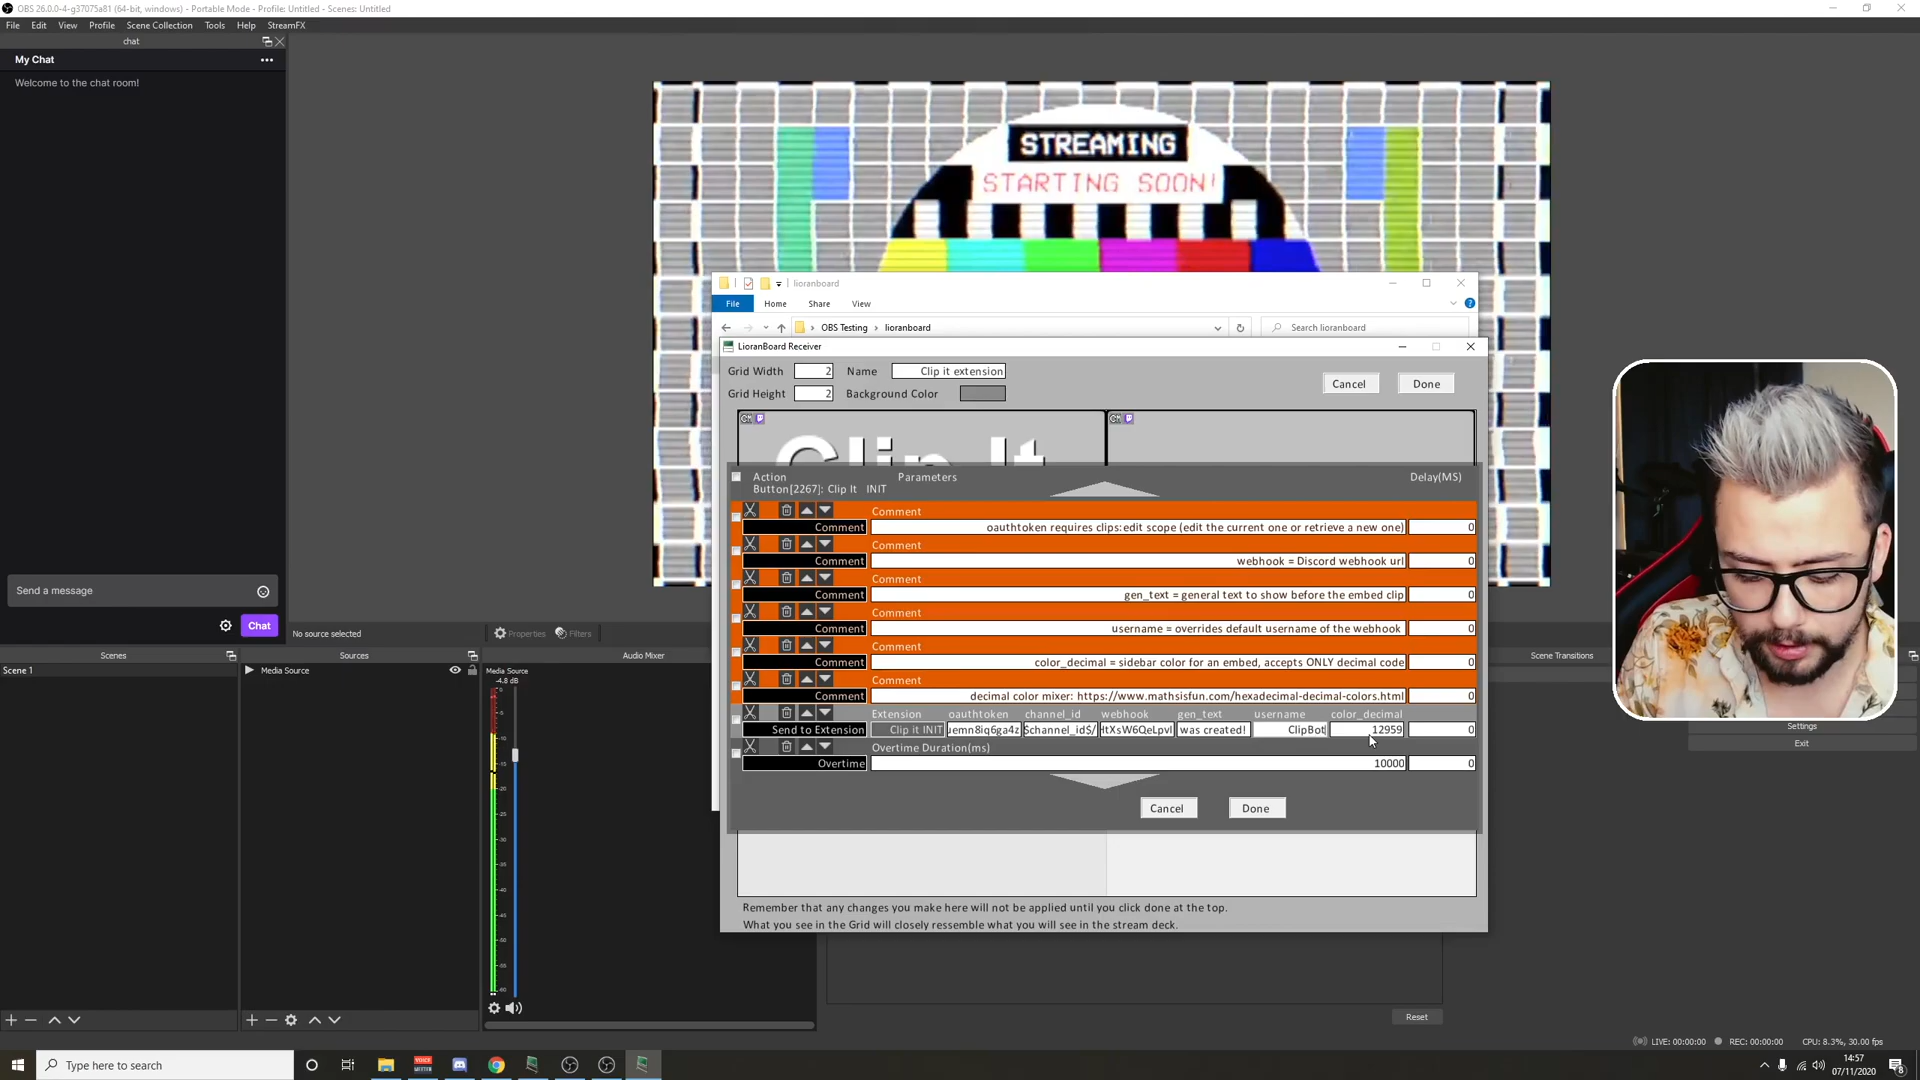 OBS 26.0.0-g37075a81 (64-bit, windows) - Portable Mode - Profile: Untitled - Scenes: Untitled
File Edit View Profile Scene Collection Tools Help StreamFX
chat
My Chat
Welcome to the chat room!
STREAMING
STARTING SOON!
lioranboard
File Home Share View
OBS Testing > lioranboard
Search lioranboard
LioranBoard Receiver
Grid Width 2 Name Clip it extension
Grid Height 2 Background Color
Cancel Done
Clip It
Action Parameters Delay(MS)
Button[2267]: Clip It INIT
Comment
Comment oauthtoken requires clips:edit scope (edit the current one or retrieve a new one) 0
Comment
Comment webhook = Discord webhook url 0
Comment
Comment gen_text = general text to show before the embed clip 0
Comment
Comment username = overrides default username of the webhook 0
Comment
Comment color_decimal = sidebar color for an embed, accepts ONLY decimal code 0
Comment
Comment decimal color mixer: https://www.mathsisfun.com/hexadecimal-decimal-colors.html 0
Extension oauthtoken channel_id webhook gen_text username color_decimal
Send to Extension Clip it INIT uemn8iq6ga4z $channel_id$/ HtXsW6QeLpvl was created! ClipBot 12959 0
Overtime Duration(ms)
Overtime 10000 0
Cancel Done
Remember that any changes you make here will not be applied until you click done at the top.
What you see in the Grid will closely ressemble what you will see in the stream deck.
Send a message
Chat
No source selected
Properties Filters
Scenes Sources Audio Mixer Scene Transitions
Scene 1
Media Source
Media Source
-4.8 dB
Settings
Exit
Reset
LIVE: 00:00:00 REC: 00:00:00 CPU: 8.3%, 30.00 fps
Type here to search
14:57
07/11/2020